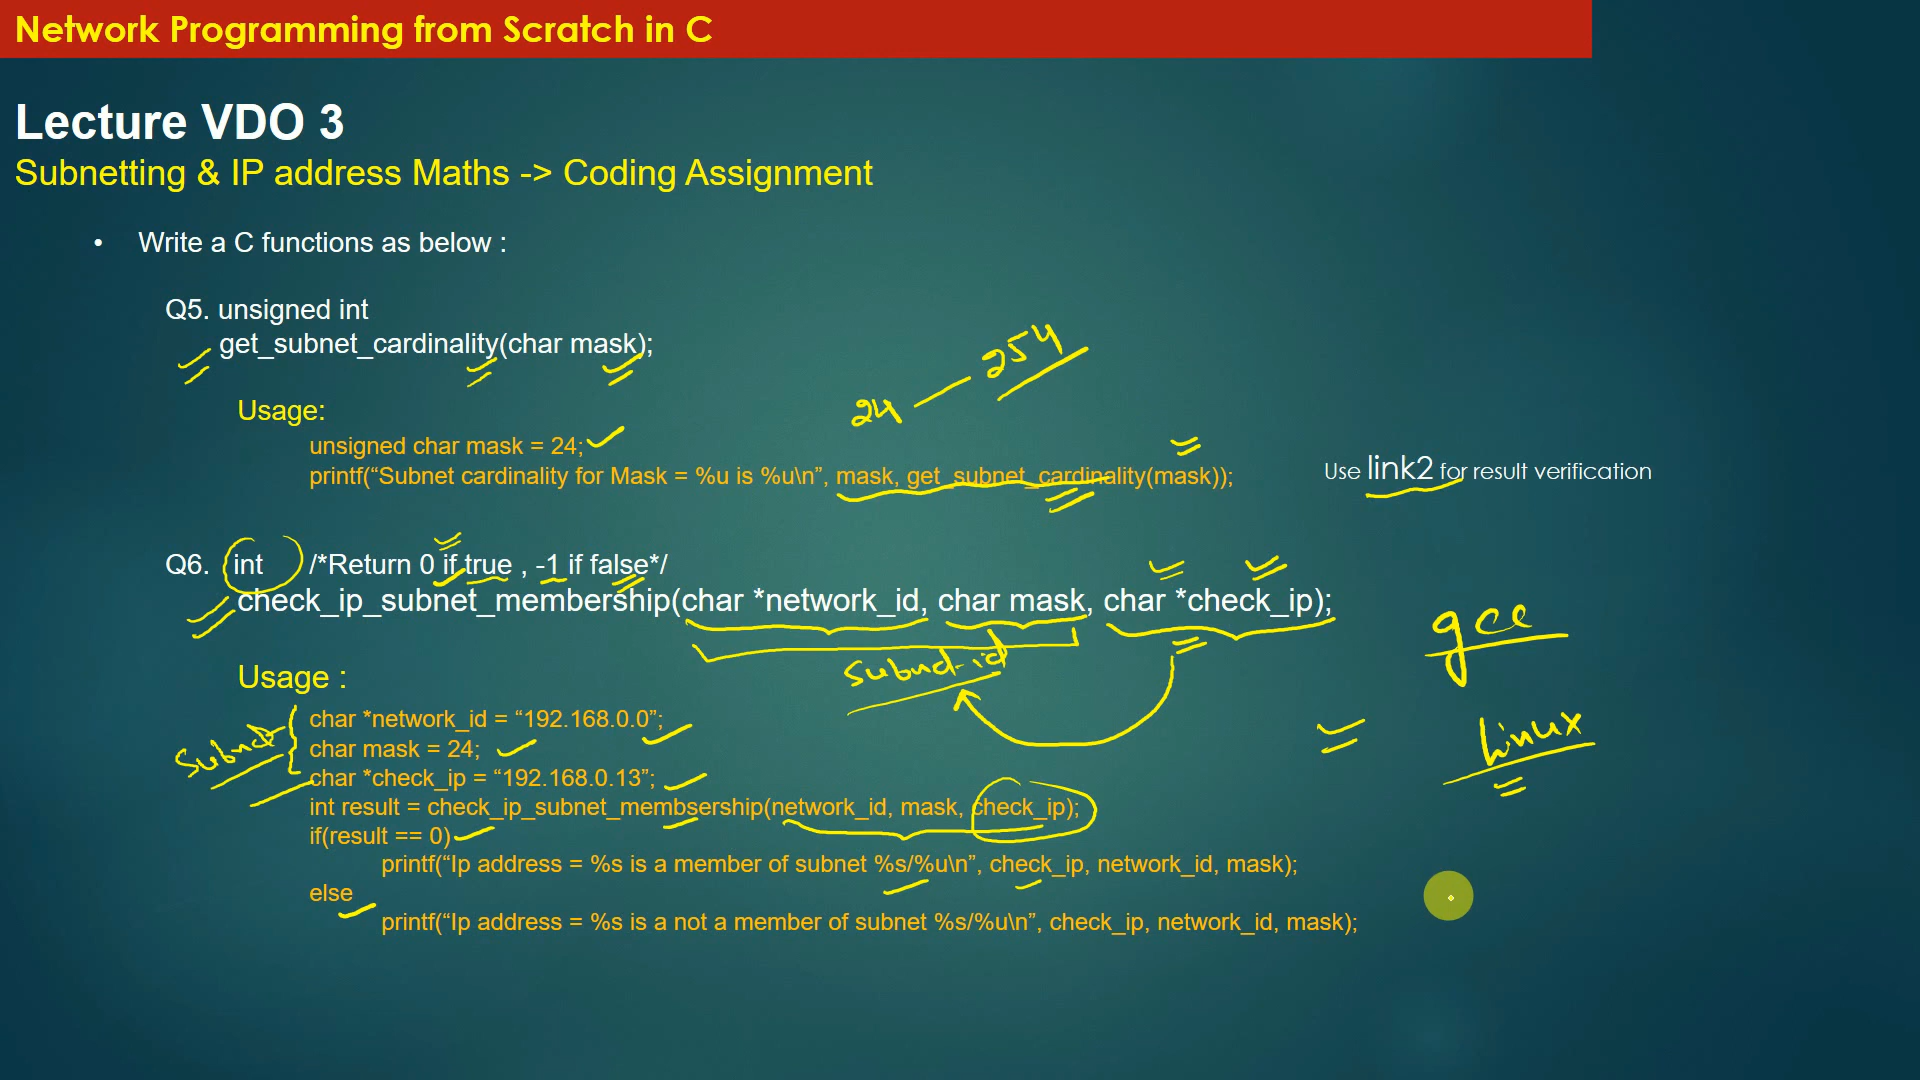 Network Programming from Scratch in C
Lecture VDO 3
Subnetting & IP address Maths -> Coding Assignment
• Write a C functions as below :
Q5. unsigned int
get_subnet_cardinality(char mask);
24 — 254
Usage:
unsigned char mask = 24;
printf(“Subnet cardinality for Mask = %u is %u\n”, mask, get_subnet_cardinality(mask));
Use link2 for result verification
Q6. int /*Return 0 if true , -1 if false*/
check_ip_subnet_membership(char *network_id, char mask, char *check_ip);
gcc
Usage :
char *network_id = “192.168.0.0”;
char mask = 24;
Linux
char *check_ip = “192.168.0.13”;
int result = check_ip_subnet_membsership(network_id, mask, check_ip);
if(result == 0)
printf(“Ip address = %s is a member of subnet %s/%u\n”, check_ip, network_id, mask);
else
printf(“Ip address = %s is a not a member of subnet %s/%u\n”, check_ip, network_id, mask);